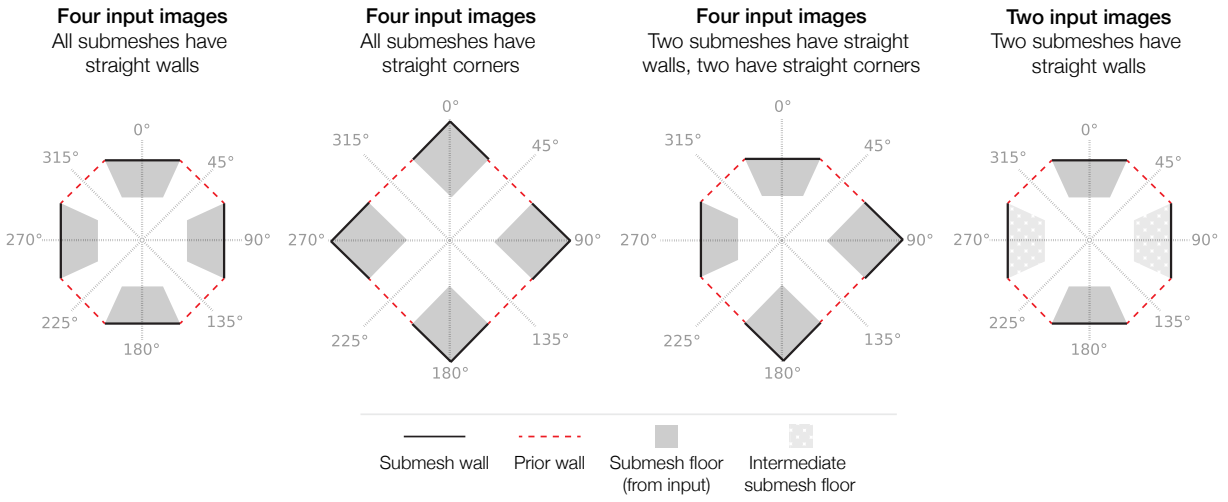 Four input images
All submeshes have
straight walls
Four input images
All submeshes have
straight corners
Four input images
Two submeshes have straight
walls, two have straight corners
Two input images
Two submeshes have
straight walls
0°
45°
90°
135°
180°
225°
270°
315°
0°
45°
90°
135°
180°
225°
270°
315°
0°
45°
90°
135°
180°
225°
270°
315°
0°
45°
90°
135°
180°
225°
270°
315°
Submesh wall
Prior wall
Submesh floor
(from input)
Intermediate
submesh floor